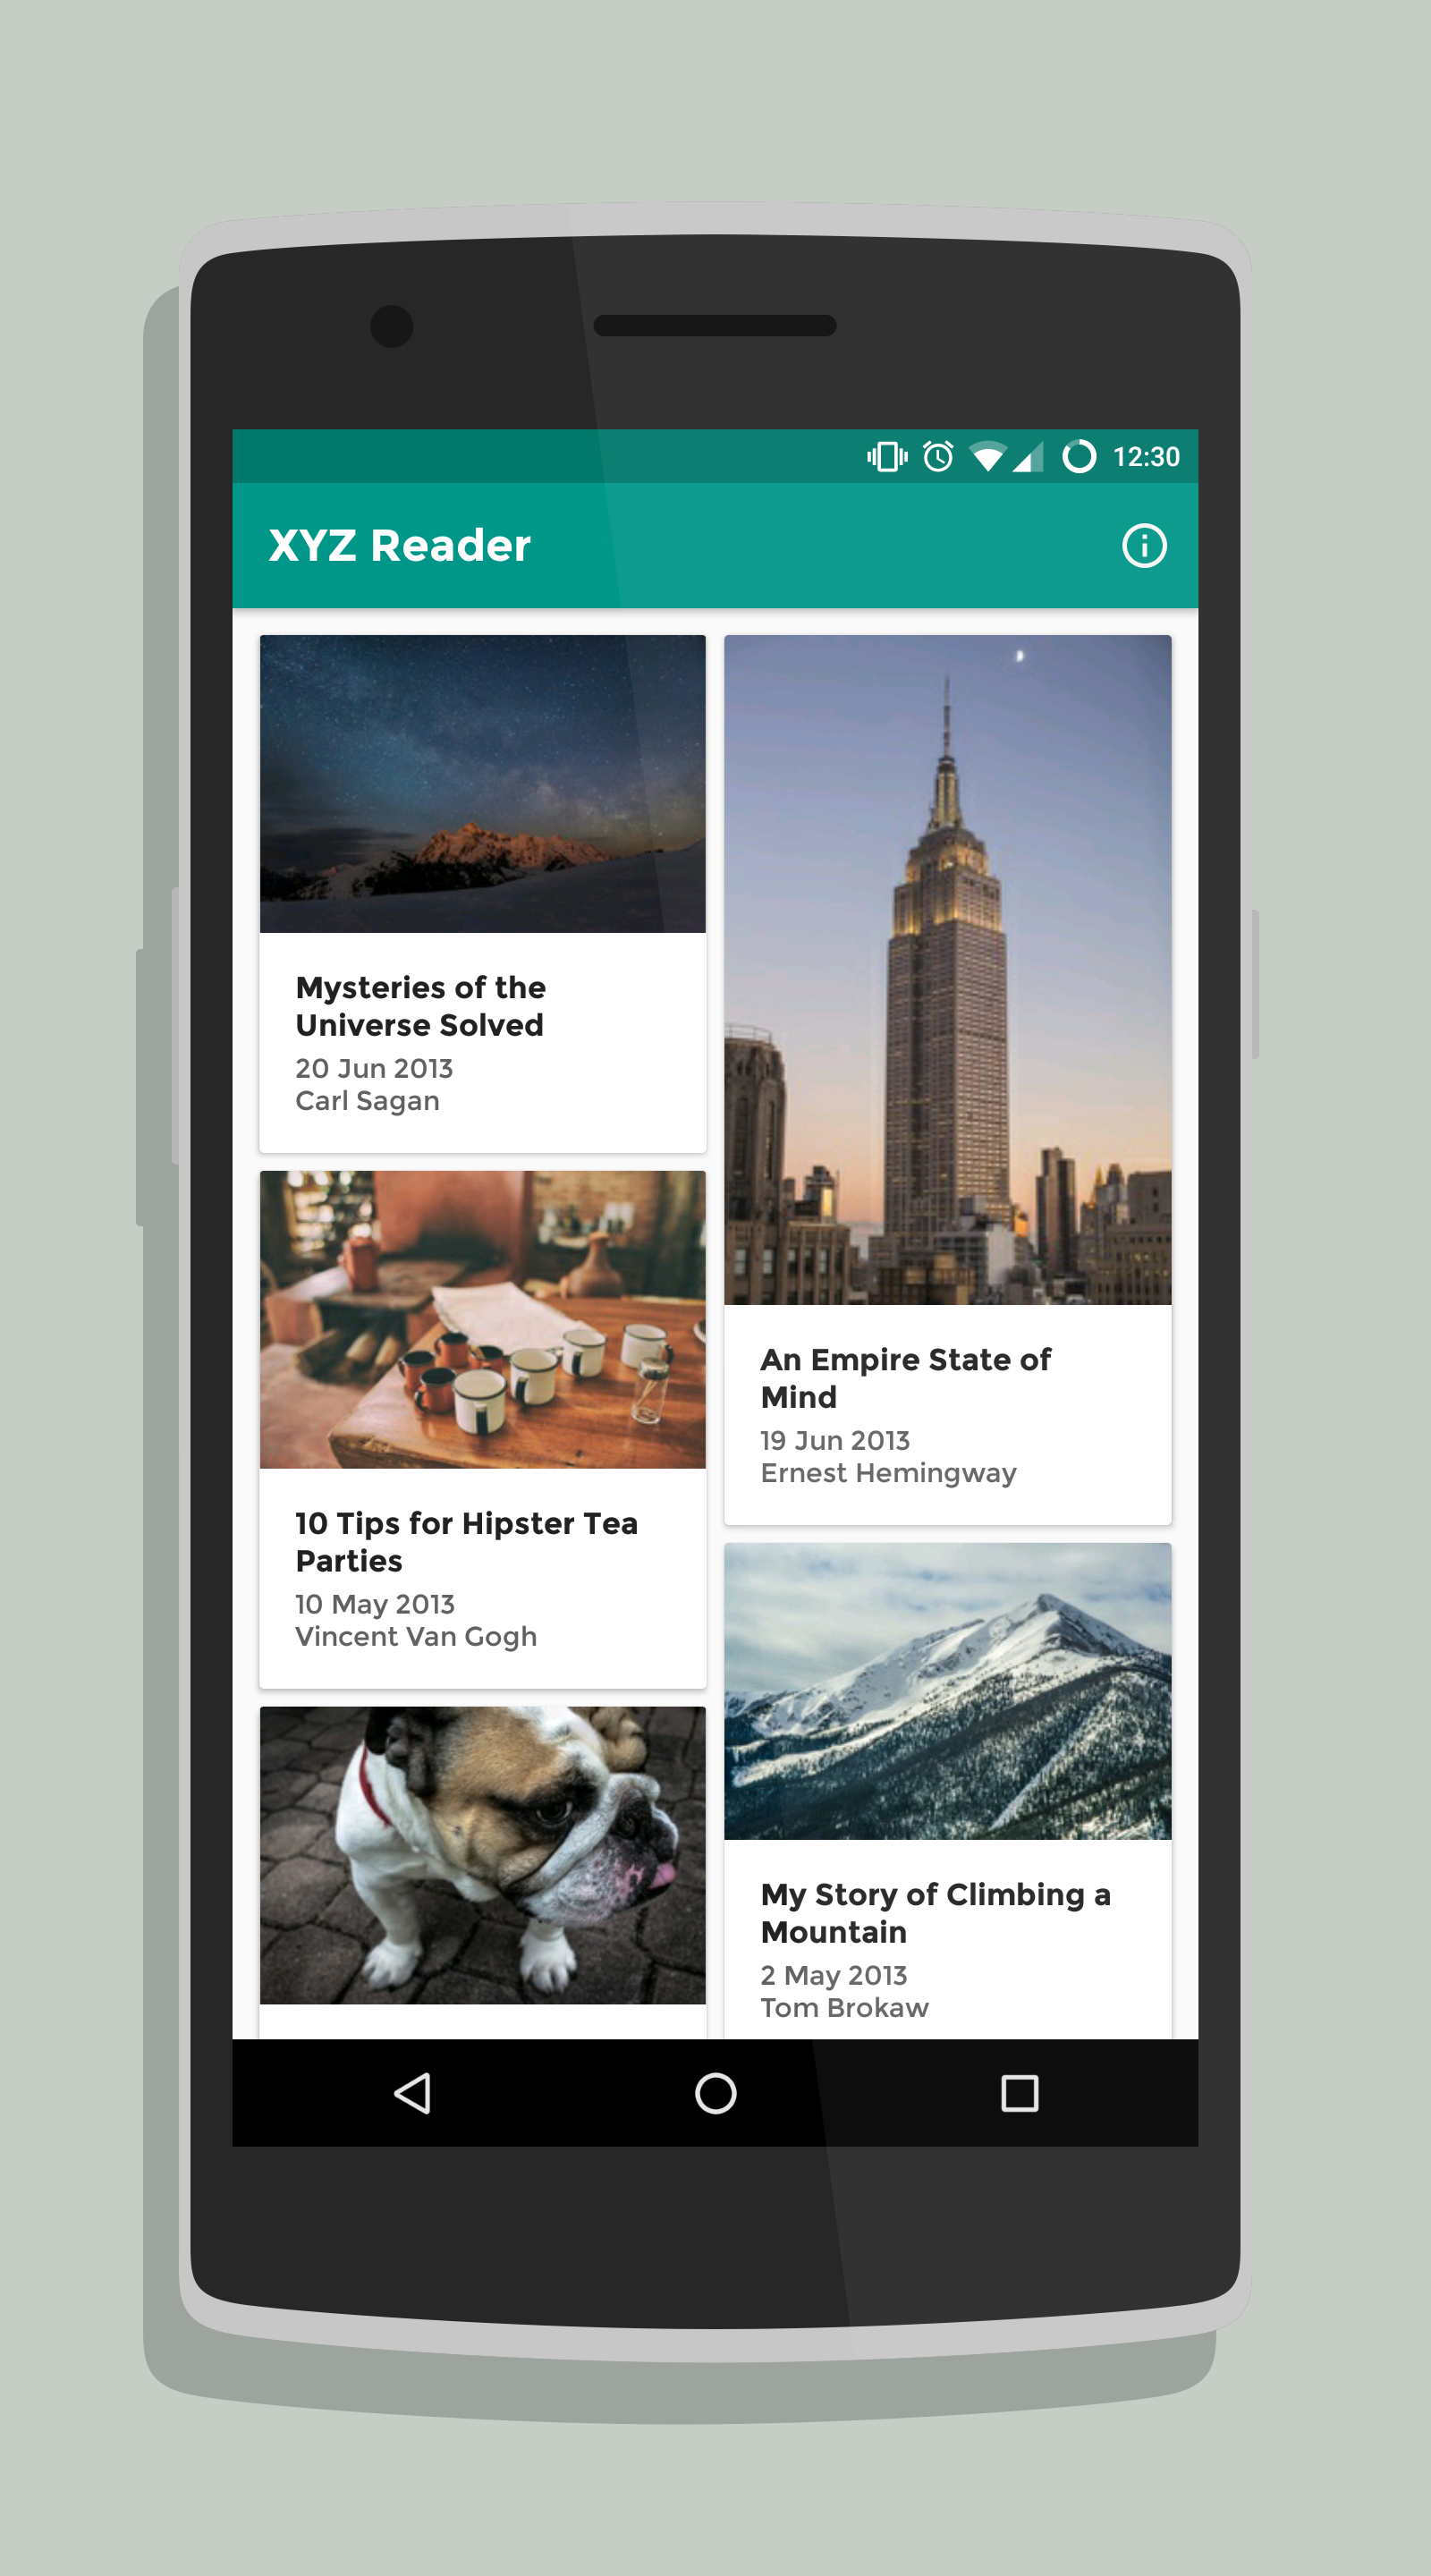 12:30
XYZ Reader
Mysteries of the
Universe Solved
20 Jun 2013
Carl Sagan
An Empire State of
Mind
19 Jun 2013
Ernest Hemingway
10 Tips for Hipster Tea
Parties
10 May 2013
Vincent Van Gogh
My Story of Climbing a
Mountain
2 May 2013
Tom Brokaw